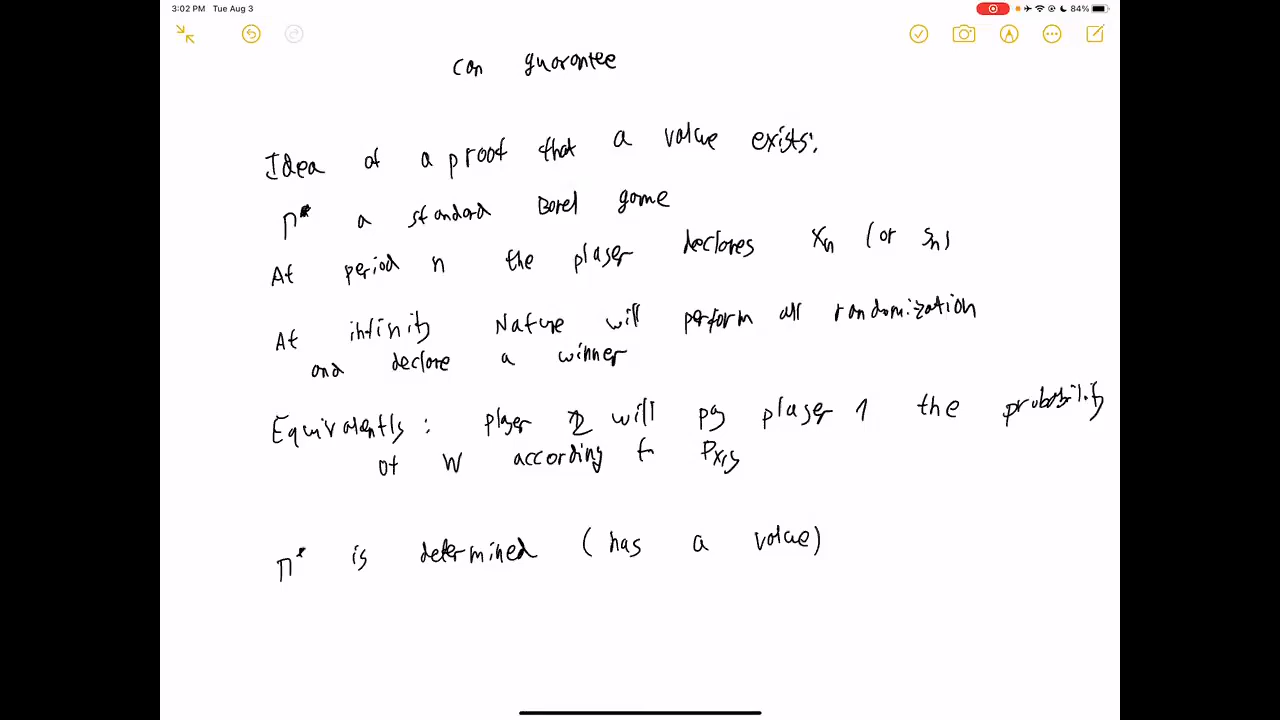 3:02 PM Tue Aug 3
84%
can guarantee
Idea of a proof that a value exists:
Π* a standard Borel game
At period n the player declares xn (or sn)
At infinity Nature will perform all randomization
and declare a winner
Equivalently: player 2 will pay player 1 the probability
of W according to Px,s
Π* is determined (has a value)